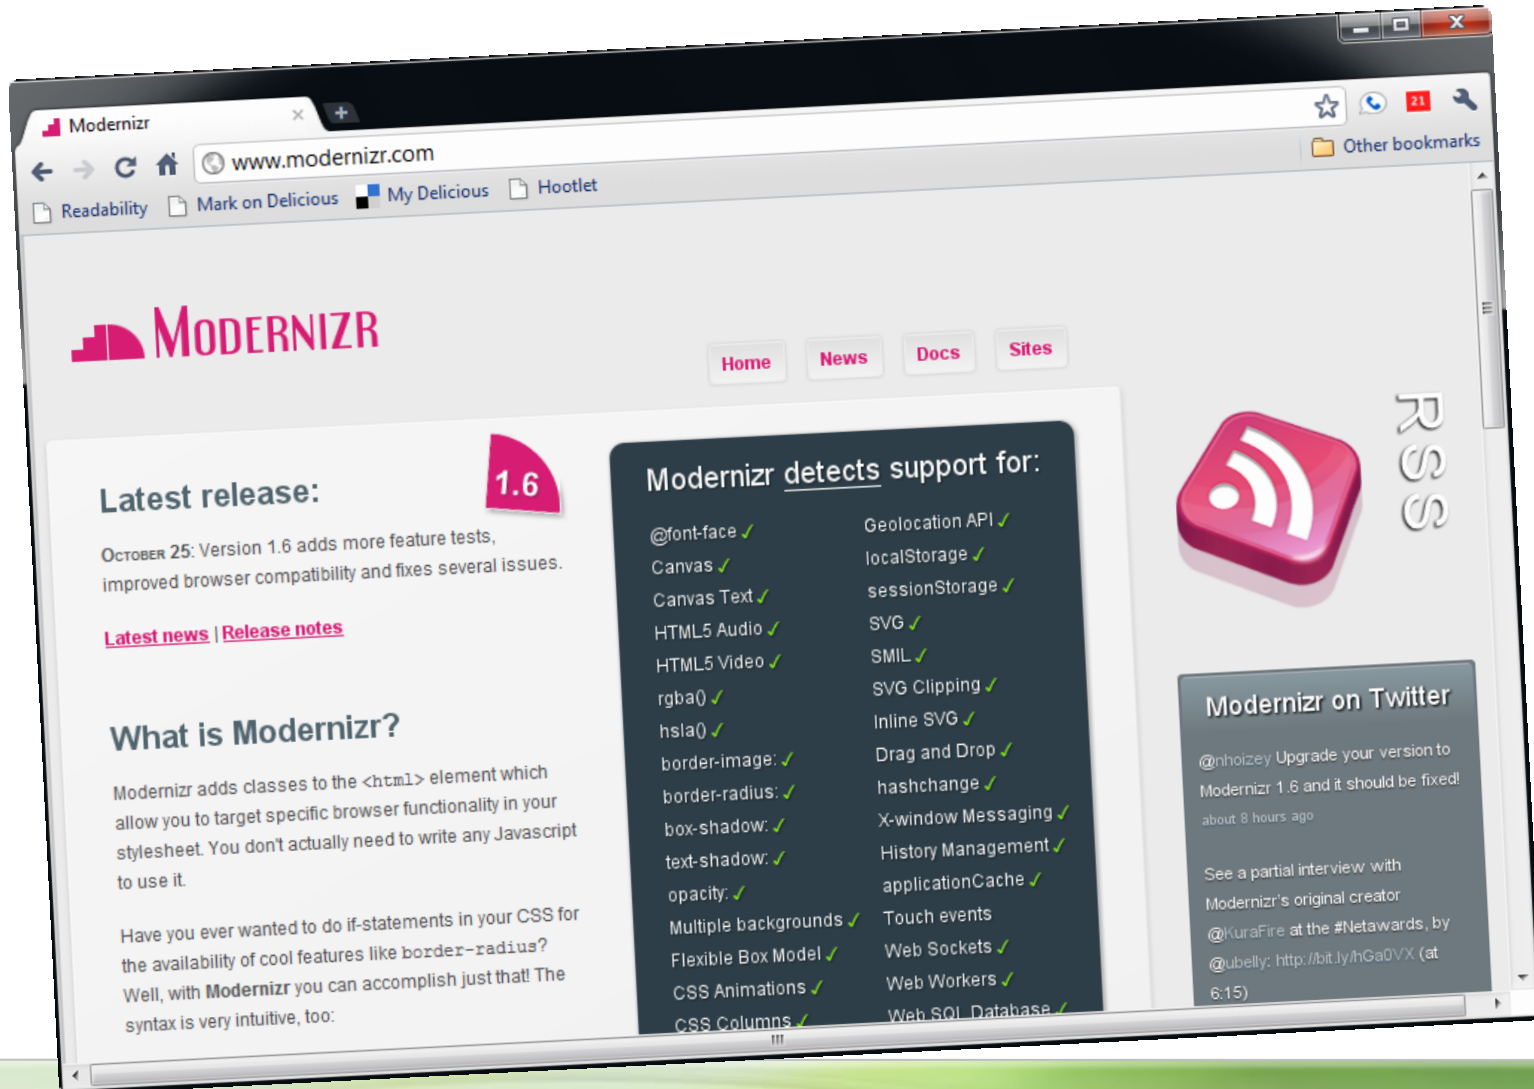 Modernizr
www.modernizr.com
21
Readability
Mark on Delicious
My Delicious
Hootlet
Other bookmarks
MODERNIZR
Home
News
Docs
Sites
Latest release:
1.6
October 25: Version 1.6 adds more feature tests,
improved browser compatibility and fixes several issues.
Latest news | Release notes
What is Modernizr?
Modernizr adds classes to the <html> element which
allow you to target specific browser functionality in your
stylesheet. You don't actually need to write any Javascript
to use it.
Have you ever wanted to do if-statements in your CSS for
the availability of cool features like border-radius?
Well, with Modernizr you can accomplish just that! The
syntax is very intuitive, too:
Modernizr detects support for:
@font-face ✓
Canvas ✓
Canvas Text ✓
HTML5 Audio ✓
HTML5 Video ✓
rgba() ✓
hsla() ✓
border-image: ✓
border-radius: ✓
box-shadow: ✓
text-shadow: ✓
opacity: ✓
Multiple backgrounds ✓
Flexible Box Model ✓
CSS Animations ✓
CSS Columns ✓
Geolocation API ✓
localStorage ✓
sessionStorage ✓
SVG ✓
SMIL ✓
SVG Clipping ✓
Inline SVG ✓
Drag and Drop ✓
hashchange ✓
X-window Messaging ✓
History Management ✓
applicationCache ✓
Touch events
Web Sockets ✓
Web Workers ✓
Web SQL Database ✓
RSS
Modernizr on Twitter
@nhoizey Upgrade your version to
Modernizr 1.6 and it should be fixed!
about 8 hours ago
See a partial interview with
Modernizr's original creator
@KuraFire at the #Netawards, by
@ubelly: http://bit.ly/hGa0VX (at
6:15)